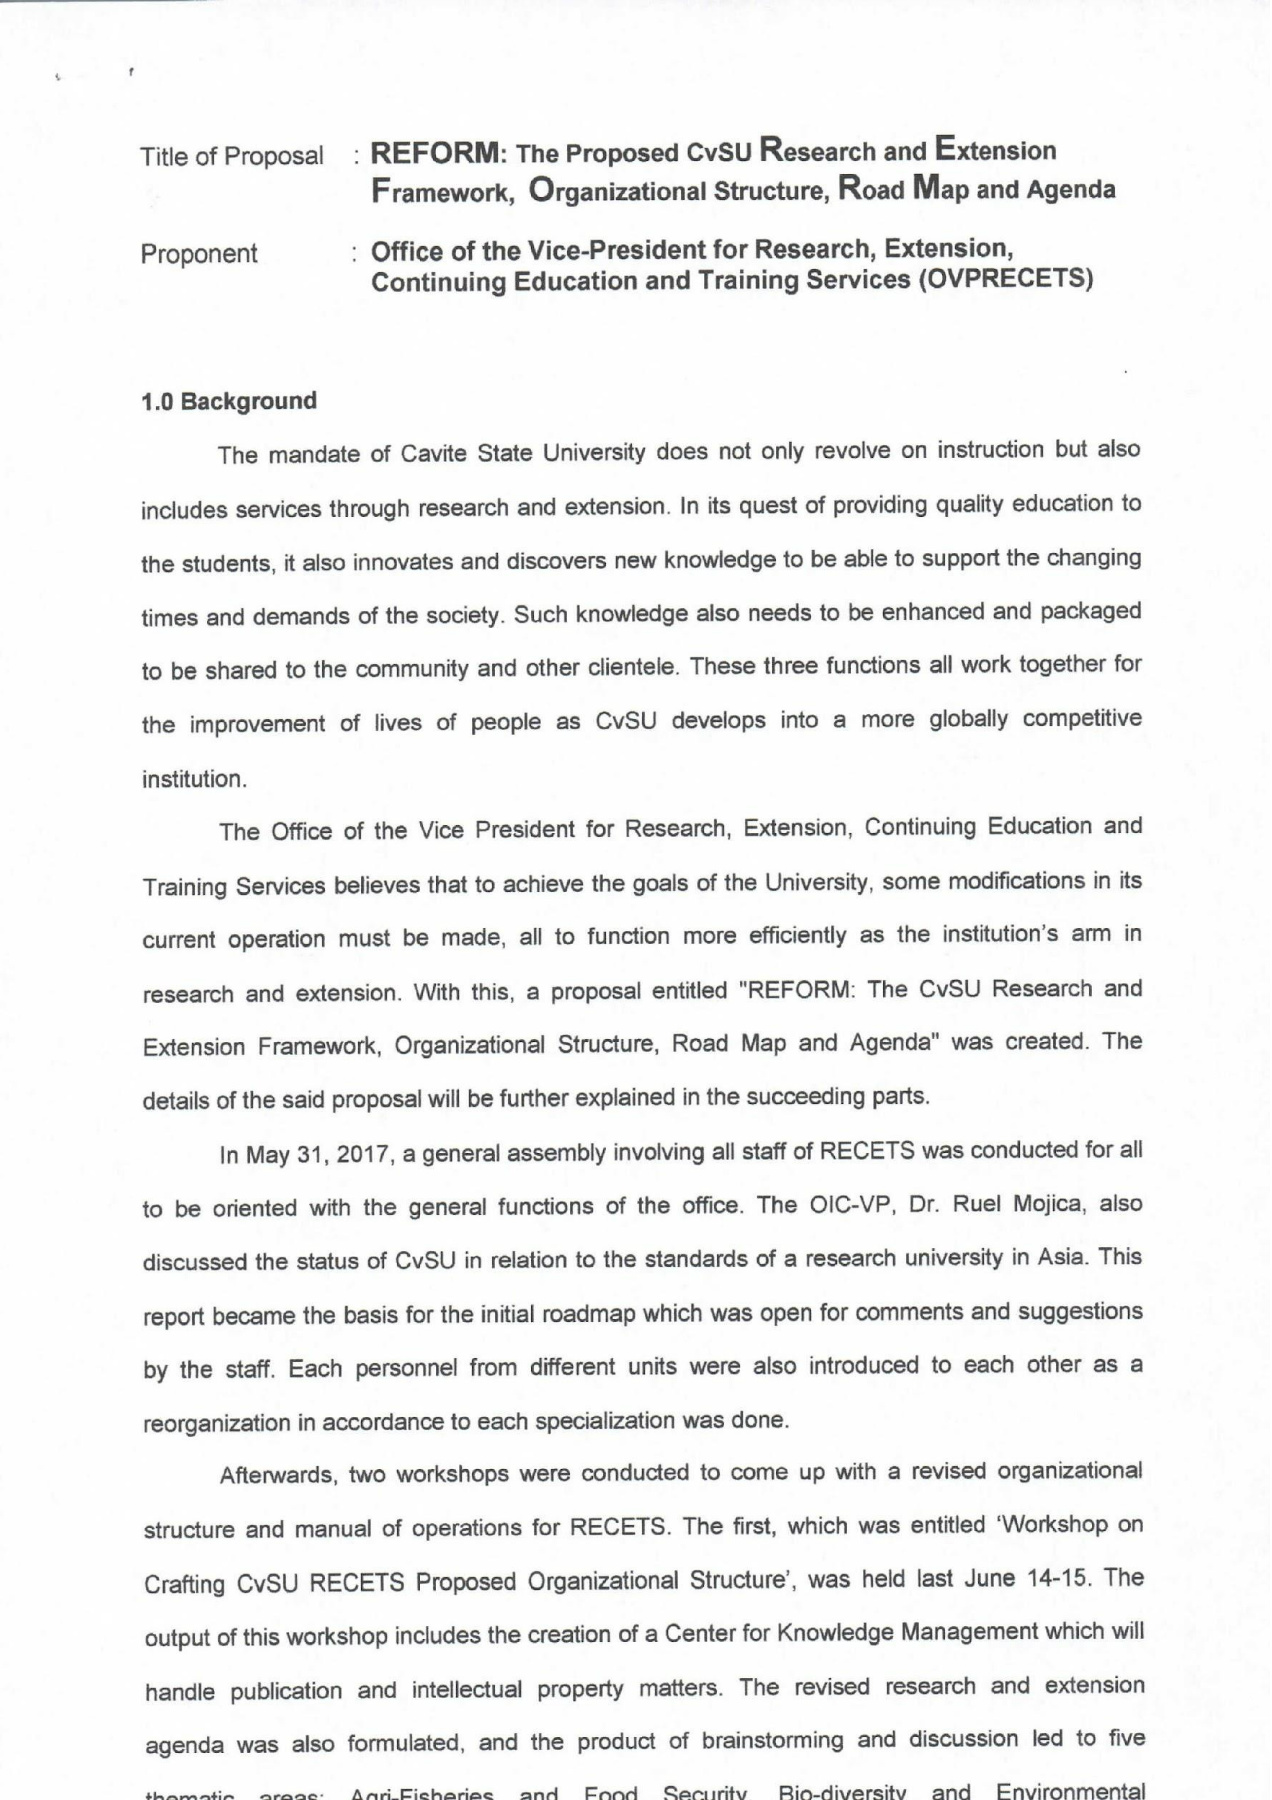 Title of Proposal : REFORM: The Proposed CvSU Research and Extension
Framework, Organizational Structure, Road Map and Agenda
Proponent : Office of the Vice-President for Research, Extension,
Continuing Education and Training Services (OVPRECETS)
1.0 Background
The mandate of Cavite State University does not only revolve on instruction but also
includes services through research and extension. In its quest of providing quality education to
the students, it also innovates and discovers new knowledge to be able to support the changing
times and demands of the society. Such knowledge also needs to be enhanced and packaged
to be shared to the community and other clientele. These three functions all work together for
the improvement of lives of people as CvSU develops into a more globally competitive
institution.
The Office of the Vice President for Research, Extension, Continuing Education and
Training Services believes that to achieve the goals of the University, some modifications in its
current operation must be made, all to function more efficiently as the institution's arm in
research and extension. With this, a proposal entitled "REFORM: The CvSU Research and
Extension Framework, Organizational Structure, Road Map and Agenda" was created. The
details of the said proposal will be further explained in the succeeding parts.
In May 31, 2017, a general assembly involving all staff of RECETS was conducted for all
to be oriented with the general functions of the office. The OIC-VP, Dr. Ruel Mojica, also
discussed the status of CvSU in relation to the standards of a research university in Asia. This
report became the basis for the initial roadmap which was open for comments and suggestions
by the staff. Each personnel from different units were also introduced to each other as a
reorganization in accordance to each specialization was done.
Afterwards, two workshops were conducted to come up with a revised organizational
structure and manual of operations for RECETS. The first, which was entitled ‘Workshop on
Crafting CvSU RECETS Proposed Organizational Structure’, was held last June 14-15. The
output of this workshop includes the creation of a Center for Knowledge Management which will
handle publication and intellectual property matters. The revised research and extension
agenda was also formulated, and the product of brainstorming and discussion led to five
thematic areas: Agri-Fisheries and Food Security, Bio-diversity and Environmental